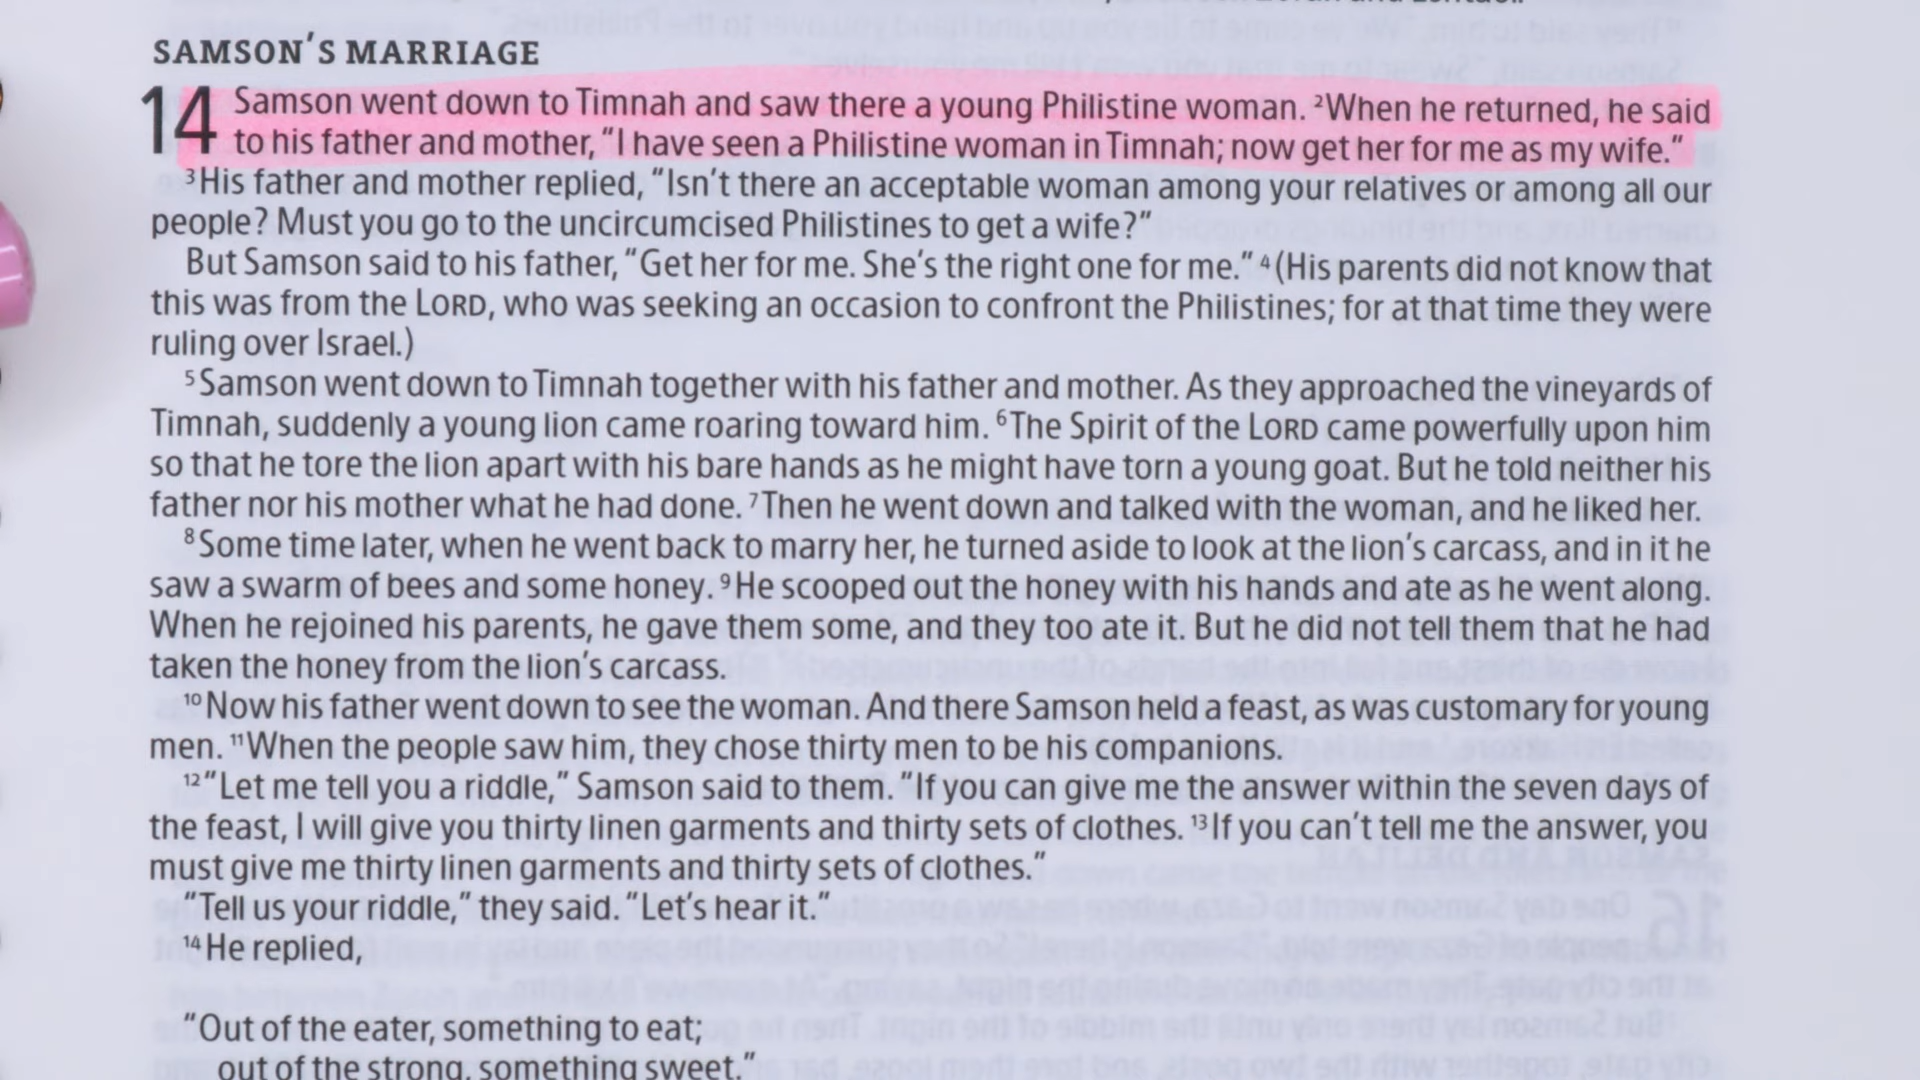 SAMSON'S MARRIAGE
14 Samson went down to Timnah and saw there a young Philistine woman. ²When he returned, he said
to his father and mother, “I have seen a Philistine woman in Timnah; now get her for me as my wife.”
³His father and mother replied, “Isn't there an acceptable woman among your relatives or among all our
people? Must you go to the uncircumcised Philistines to get a wife?”
But Samson said to his father, “Get her for me. She's the right one for me.” ⁴(His parents did not know that
this was from the LORD, who was seeking an occasion to confront the Philistines; for at that time they were
ruling over Israel.)
⁵Samson went down to Timnah together with his father and mother. As they approached the vineyards of
Timnah, suddenly a young lion came roaring toward him. ⁶The Spirit of the LORD came powerfully upon him
so that he tore the lion apart with his bare hands as he might have torn a young goat. But he told neither his
father nor his mother what he had done. ⁷Then he went down and talked with the woman, and he liked her.
⁸Some time later, when he went back to marry her, he turned aside to look at the lion's carcass, and in it he
saw a swarm of bees and some honey. ⁹He scooped out the honey with his hands and ate as he went along.
When he rejoined his parents, he gave them some, and they too ate it. But he did not tell them that he had
taken the honey from the lion's carcass.
¹⁰Now his father went down to see the woman. And there Samson held a feast, as was customary for young
men. ¹¹When the people saw him, they chose thirty men to be his companions.
¹²“Let me tell you a riddle,” Samson said to them. “If you can give me the answer within the seven days of
the feast, I will give you thirty linen garments and thirty sets of clothes. ¹³If you can't tell me the answer, you
must give me thirty linen garments and thirty sets of clothes.”
“Tell us your riddle,” they said. “Let's hear it.”
¹⁴He replied,
“Out of the eater, something to eat;
out of the strong, something sweet.”